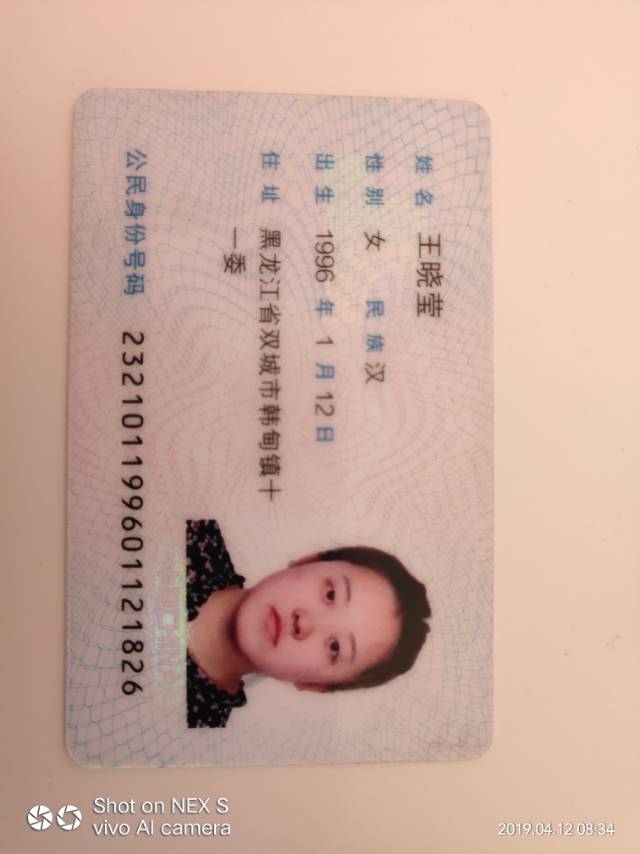 姓名 王晓莹
性别 女 民族 汉
出生 1996 年 1 月 12 日
住址 黑龙江省双城市韩甸镇十
一委
公民身份号码 232101199601121826
Shot on NEX S
vivo AI camera
2019.04.12 08:34